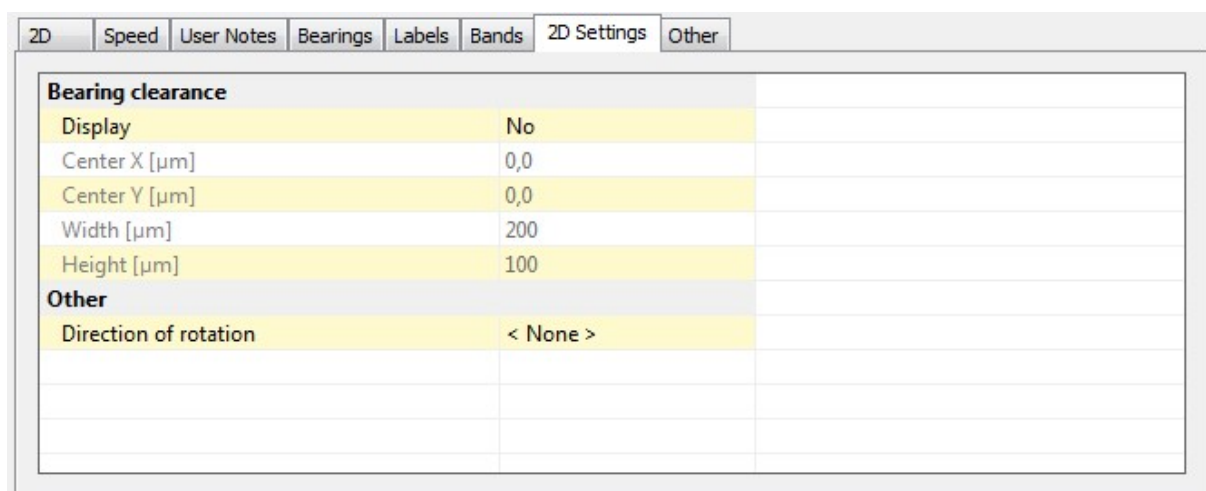 2D Speed User Notes Bearings Labels Bands 2D Settings Other
Bearing clearance
Display No
Center X [µm] 0,0
Center Y [µm] 0,0
Width [µm] 200
Height [µm] 100
Other
Direction of rotation < None >